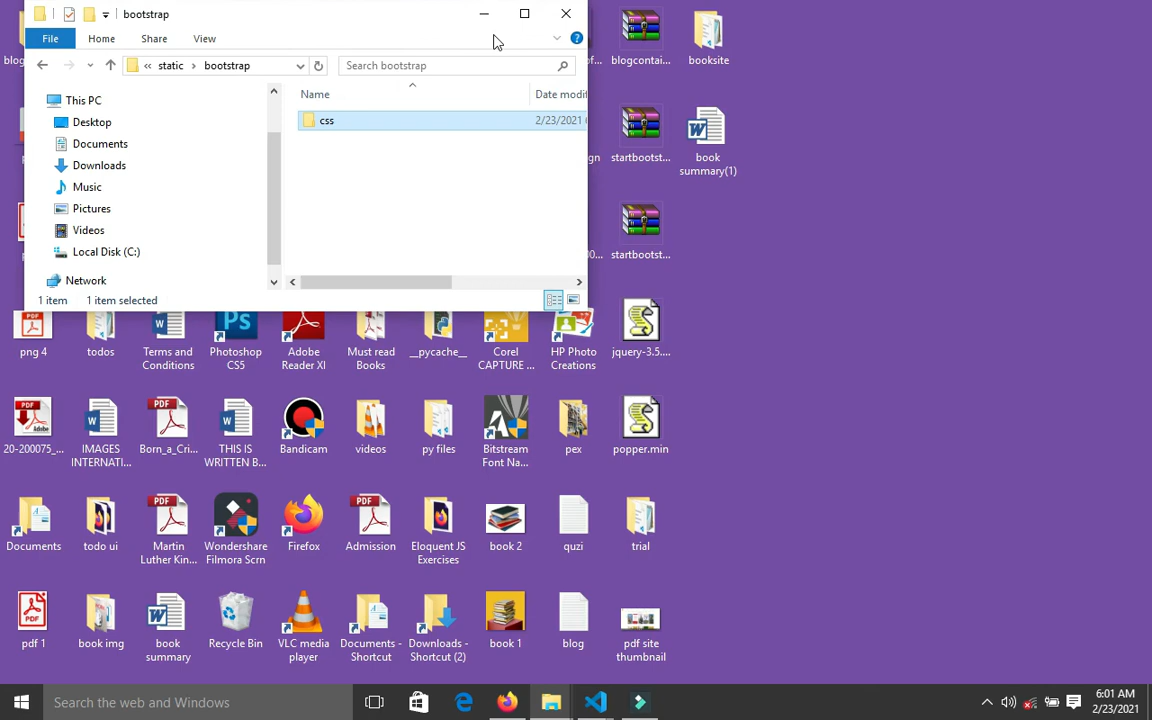 bootstrap
File
Home
Share
View
static
bootstrap
Search bootstrap
This PC
Desktop
Documents
Downloads
Music
Pictures
Videos
Local Disk (C:)
Network
Name
Date modif
css
2/23/2021
1 item
1 item selected
blogcontai...
booksite
startbootst...
book
summary(1)
startbootst...
png 4
todos
Terms and
Conditions
Photoshop
CS5
Adobe
Reader XI
Must read
Books
__pycache__
Corel
CAPTURE ...
HP Photo
Creations
jquery-3.5....
20-200075_...
IMAGES
INTERNATI...
Born_a_Cri...
THIS IS
WRITTEN B...
Bandicam
videos
py files
Bitstream
Font Na...
pex
popper.min
Documents
todo ui
Martin
Luther Kin...
Wondershare
Filmora Scrn
Firefox
Admission
Eloquent JS
Exercises
book 2
quzi
trial
pdf 1
book img
book
summary
Recycle Bin
VLC media
player
Documents -
Shortcut
Downloads -
Shortcut (2)
book 1
blog
pdf site
thumbnail
Search the web and Windows
6:01 AM
2/23/2021